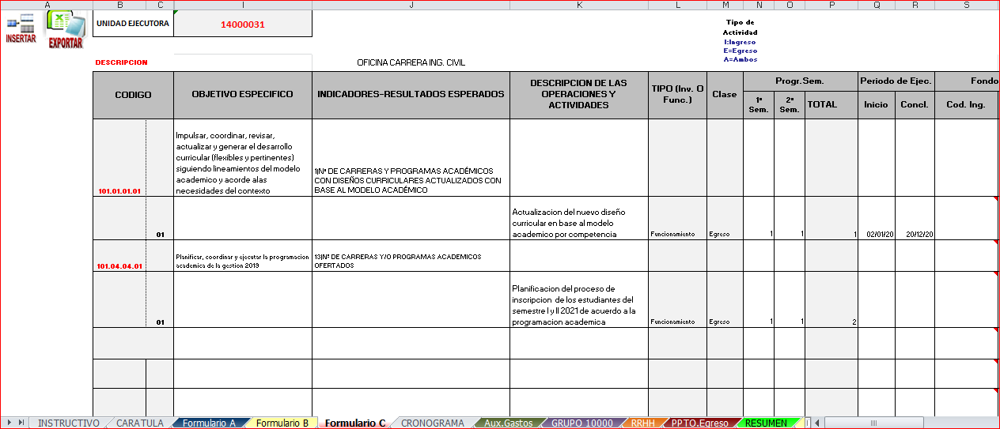 A B C I J K L M N O P Q R S
INSERTAR
EXPORTAR
UNIDAD EJECUTORA
14000031
Tipo de
Actividad
I:Ingreso
E=Egreso
A=Ambos
DESCRIPCION
OFICINA CARRERA ING. CIVIL
CODIGO
OBJETIVO ESPECIFICO
INDICADORES-RESULTADOS ESPERADOS
DESCRIPCION DE LAS
OPERACIONES Y
ACTIVIDADES
TIPO (Inv. O
Func.)
Clase
Progr.Sem.
1º
Sem.
2º
Sem.
TOTAL
Periodo de Ejec.
Inicio
Concl.
Fondo
Cod. Ing.
101.01.01.01
Impulsar, coordinar, revisar,
actualizar y generar el desarrollo
curricular (flexibles y pertinentes)
siguiendo lineamientos del modelo
academico y acorde alas
necesidades del contexto
1|Nº DE CARRERAS Y PROGRAMAS ACADÉMICOS
CON DISEÑOS CURRICULARES ACTUALIZADOS CON
BASE AL MODELO ACADÉMICO
01
Actualizacion del nuevo diseño
curricular en base al modelo
academico por competencia
Funcionamiento
Egreso
1
1
1
02/01/20
20/12/20
101.04.04.01
Planificar, coordinar y ejecutar la programacion
academica de la gestion 2019
13|Nº DE CARRERAS Y/O PROGRAMAS ACADEMICOS
OFERTADOS
01
Planificacion del proceso de
inscripcion de los estudiantes del
semestre I y II 2021 de acuerdo a la
programacion academica
Funcionamiento
Egreso
1
1
2
INSTRUCTIVO CARATULA Formulario A Formulario B Formulario C CRONOGRAMA Aux.Gastos GRUPO 10000 RRHH PPTO.Egreso RESUMEN